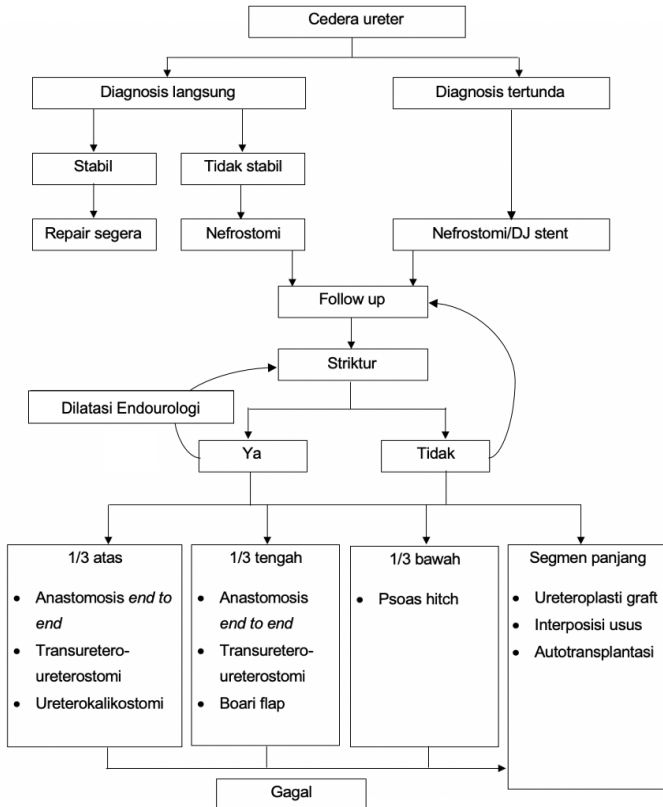 Cedera ureter
Diagnosis langsung
Diagnosis tertunda
Stabil
Tidak stabil
Repair segera
Nefrostomi
Nefrostomi/DJ stent
Follow up
Striktur
Dilatasi Endourologi
Ya
Tidak
1/3 atas
• Anastomosis end to
end
• Transuretero-
ureterostomi
• Ureterokalikostomi
1/3 tengah
• Anastomosis
end to end
• Transuretero-
ureterostomi
• Boari flap
1/3 bawah
• Psoas hitch
Segmen panjang
• Ureteroplasti graft
• Interposisi usus
• Autotransplantasi
Gagal